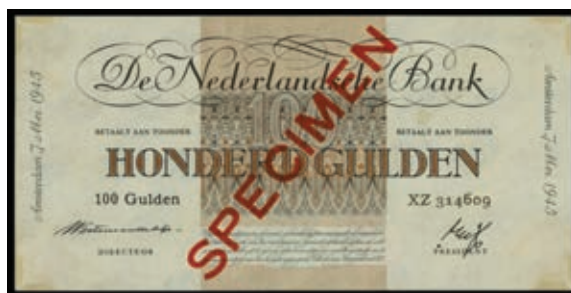 De Nederlandsche Bank
100
BETAALT AAN TOONDER BETAALT AAN TOONDER
HONDERD GULDEN
100 Gulden XZ 314609
DIRECTEUR PRESIDENT
SPECIMEN
Amsterdam 7 Mei 1945
Amsterdam 7 Mei 1945